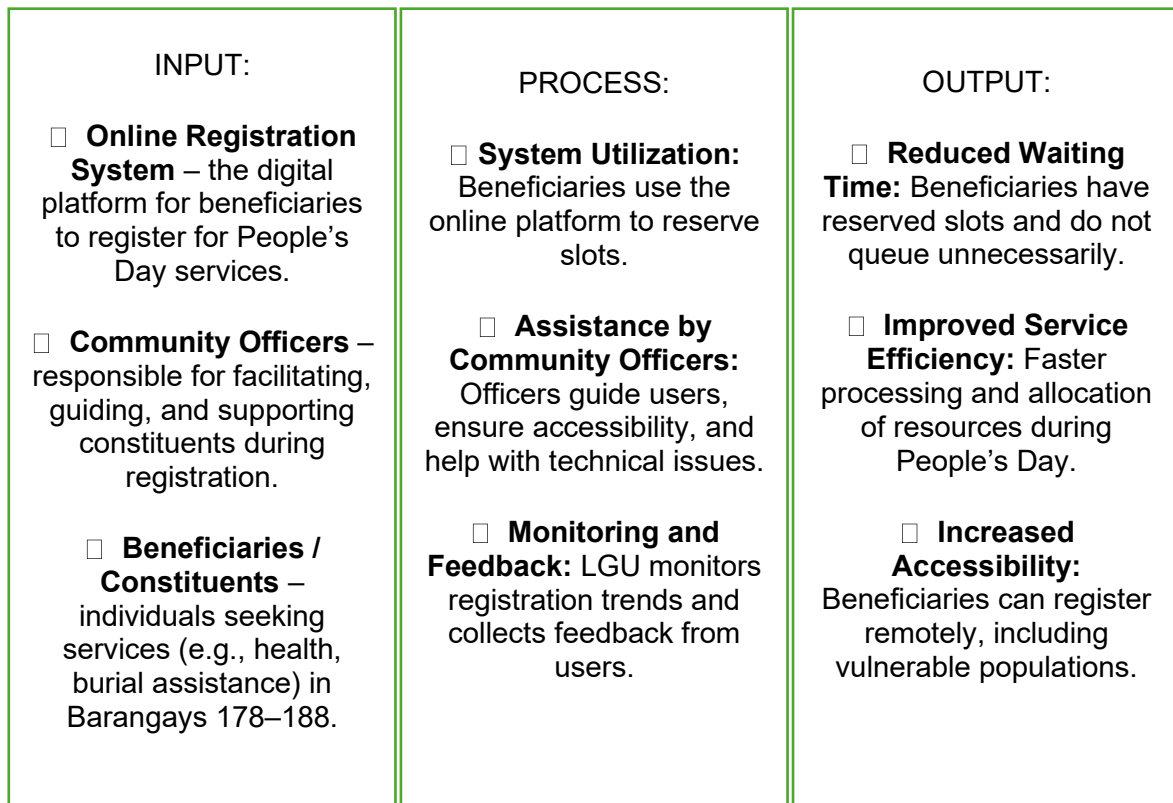 INPUT:
□ Online Registration
System – the digital
platform for beneficiaries
to register for People’s
Day services.
□ Community Officers –
responsible for facilitating,
guiding, and supporting
constituents during
registration.
□ Beneficiaries /
Constituents –
individuals seeking
services (e.g., health,
burial assistance) in
Barangays 178–188.
PROCESS:
□ System Utilization:
Beneficiaries use the
online platform to reserve
slots.
□ Assistance by
Community Officers:
Officers guide users,
ensure accessibility, and
help with technical issues.
□ Monitoring and
Feedback: LGU monitors
registration trends and
collects feedback from
users.
OUTPUT:
□ Reduced Waiting
Time: Beneficiaries have
reserved slots and do not
queue unnecessarily.
□ Improved Service
Efficiency: Faster
processing and allocation
of resources during
People’s Day.
□ Increased
Accessibility:
Beneficiaries can register
remotely, including
vulnerable populations.